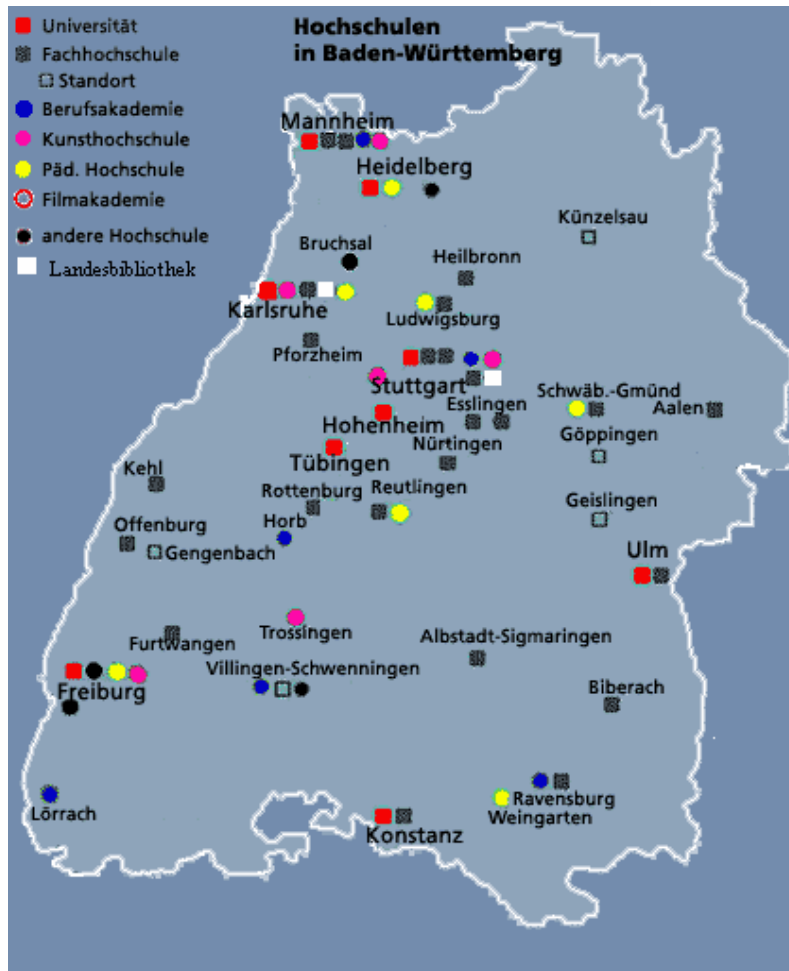 Hochschulen
in Baden-Württemberg
Universität
Fachhochschule
Standort
Berufsakademie
Kunsthochschule
Päd. Hochschule
Filmakademie
andere Hochschule
Landesbibliothek
Mannheim
Heidelberg
Künzelsau
Bruchsal
Heilbronn
Karlsruhe
Ludwigsburg
Pforzheim
Stuttgart
Schwäb.-Gmünd
Esslingen
Aalen
Hohenheim
Göppingen
Nürtingen
Tübingen
Kehl
Reutlingen
Rottenburg
Geislingen
Offenburg
Horb
Gengenbach
Ulm
Trossingen
Albstadt-Sigmaringen
Furtwangen
Villingen-Schwenningen
Biberach
Freiburg
Ravensburg
Lörrach
Weingarten
Konstanz